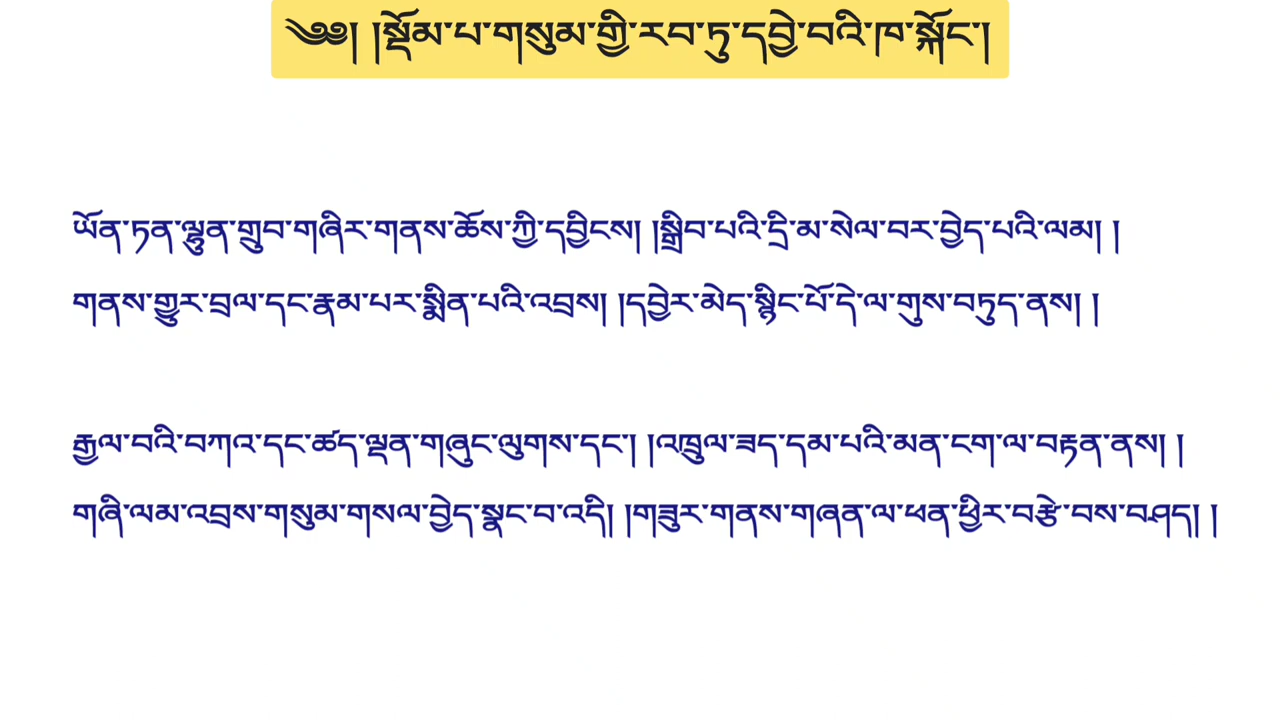 ༄༅། །སྡོམ་པ་གསུམ་གྱི་རབ་ཏུ་དབྱེ་བའི་ཁ་སྐོང་།
ཡོན་ཏན་ལྷུན་གྲུབ་གཞིར་གནས་ཆོས་ཀྱི་དབྱིངས། །སྒྲིབ་པའི་དྲི་མ་སེལ་བར་བྱེད་པའི་ལམ། །
གནས་གྱུར་བྲལ་དང་རྣམ་པར་སྨིན་པའི་འབྲས། །དབྱེར་མེད་སྙིང་པོ་དེ་ལ་གུས་བཏུད་ནས། །
རྒྱལ་བའི་བཀའ་དང་ཚད་ལྡན་གཞུང་ལུགས་དང་། །འཁྲུལ་ཟད་དམ་པའི་མན་ངག་ལ་བརྟེན་ནས། །
གཞི་ལམ་འབྲས་གསུམ་གསལ་བྱེད་སྣང་བ་འདི། །གཟུར་གནས་གཞན་ལ་ཕན་ཕྱིར་བརྩེ་བས་བཤད། །